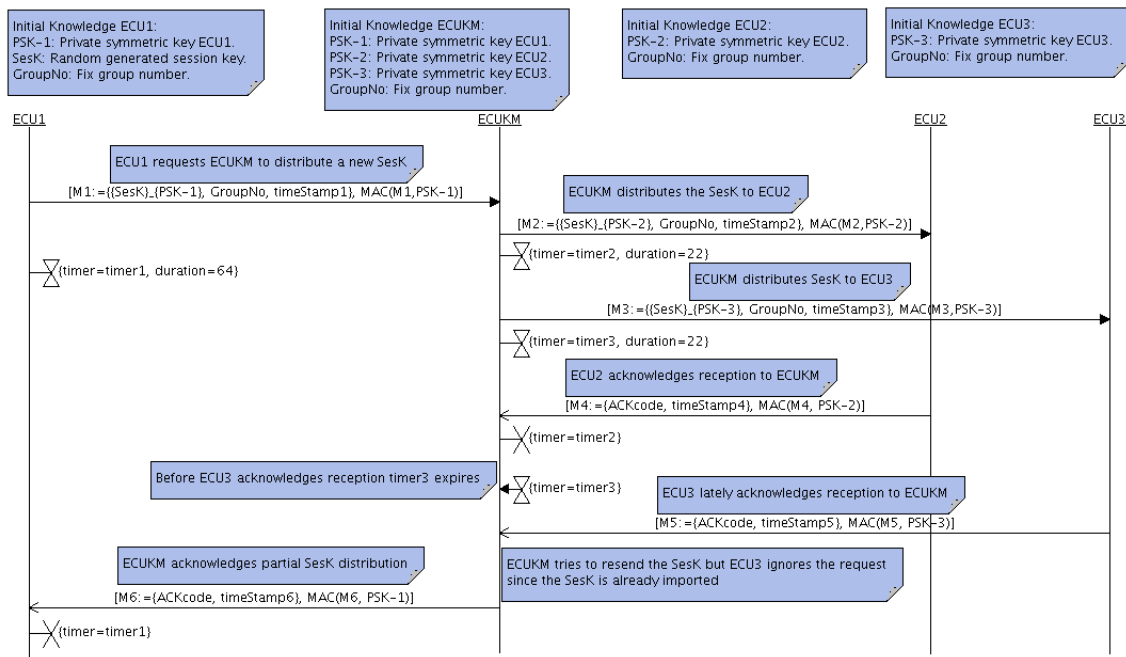 Initial Knowledge ECU1:
PSK-1: Private symmetric key ECU1.
SesK: Random generated session key.
GroupNo: Fix group number.
Initial Knowledge ECUKM:
PSK-1: Private symmetric key ECU1.
PSK-2: Private symmetric key ECU2.
PSK-3: Private symmetric key ECU3.
GroupNo: Fix group number.
Initial Knowledge ECU2:
PSK-2: Private symmetric key ECU2.
GroupNo: Fix group number.
Initial Knowledge ECU3:
PSK-3: Private symmetric key ECU3.
GroupNo: Fix group number.
ECU1
ECUKM
ECU2
ECU3
ECU1 requests ECUKM to distribute a new SesK
[M1:={{SesK}_{PSK-1}, GroupNo, timeStamp1}, MAC(M1,PSK-1)]
ECUKM distributes the SesK to ECU2
[M2:={{SesK}_{PSK-2}, GroupNo, timeStamp2}, MAC(M2,PSK-2)]
{timer=timer2, duration=22}
{timer=timer1, duration=64}
ECUKM distributes SesK to ECU3
[M3:={{SesK}_{PSK-3}, GroupNo, timeStamp3}, MAC(M3,PSK-3)]
{timer=timer3, duration=22}
ECU2 acknowledges reception to ECUKM
[M4:={ACKcode, timeStamp4}, MAC(M4, PSK-2)]
{timer=timer2}
Before ECU3 acknowledges reception timer3 expires
{timer=timer3}
ECU3 lately acknowledges reception to ECUKM
[M5:={ACKcode, timeStamp5}, MAC(M5, PSK-3)]
ECUKM acknowledges partial SesK distribution
ECUKM tries to resend the SesK but ECU3 ignores the request
since the SesK is already imported
[M6:={ACKcode, timeStamp6}, MAC(M6, PSK-1)]
{timer=timer1}